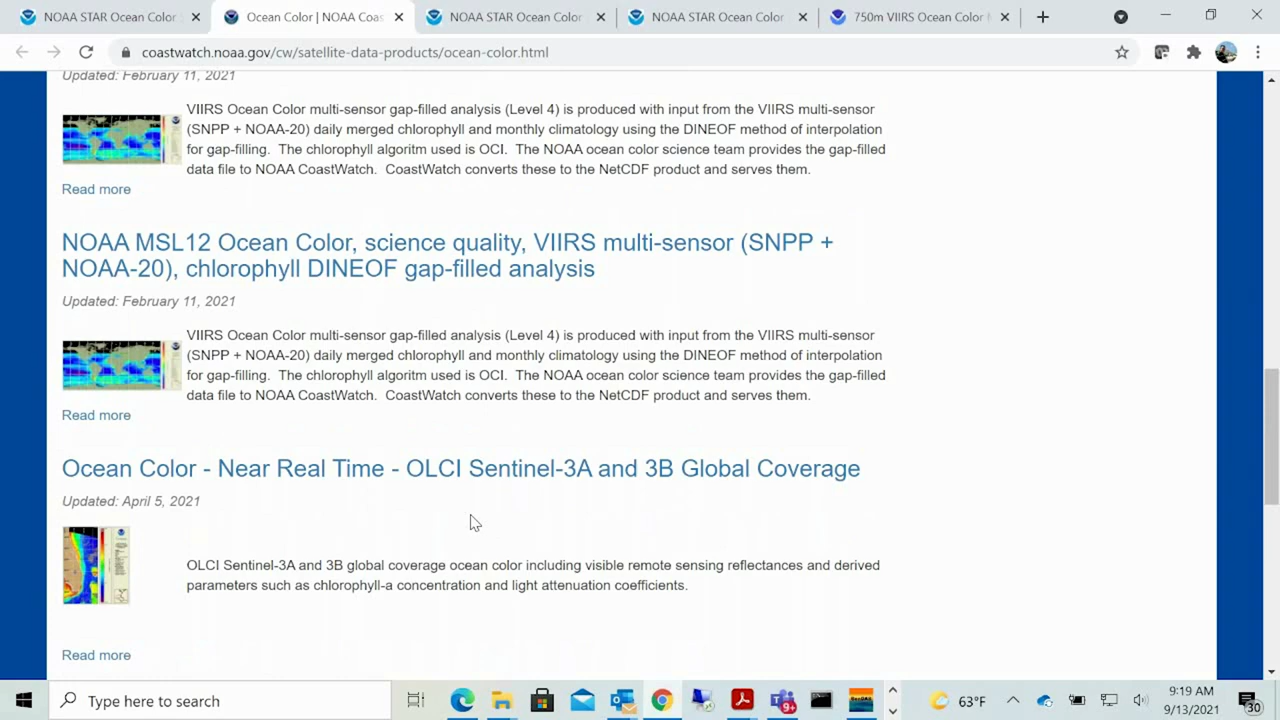 NOAA STAR Ocean Color
Ocean Color | NOAA Coas
NOAA STAR Ocean Color
NOAA STAR Ocean Color
750m VIIRS Ocean Color
coastwatch.noaa.gov/cw/satellite-data-products/ocean-color.html
Updated: February 11, 2021
VIIRS Ocean Color multi-sensor gap-filled analysis (Level 4) is produced with input from the VIIRS multi-sensor
(SNPP + NOAA-20) daily merged chlorophyll and monthly climatology using the DINEOF method of interpolation
for gap-filling. The chlorophyll algoritm used is OCI. The NOAA ocean color science team provides the gap-filled
data file to NOAA CoastWatch. CoastWatch converts these to the NetCDF product and serves them.
Read more
NOAA MSL12 Ocean Color, science quality, VIIRS multi-sensor (SNPP +
NOAA-20), chlorophyll DINEOF gap-filled analysis
Updated: February 11, 2021
VIIRS Ocean Color multi-sensor gap-filled analysis (Level 4) is produced with input from the VIIRS multi-sensor
(SNPP + NOAA-20) daily merged chlorophyll and monthly climatology using the DINEOF method of interpolation
for gap-filling. The chlorophyll algoritm used is OCI. The NOAA ocean color science team provides the gap-filled
data file to NOAA CoastWatch. CoastWatch converts these to the NetCDF product and serves them.
Read more
Ocean Color - Near Real Time - OLCI Sentinel-3A and 3B Global Coverage
Updated: April 5, 2021
OLCI Sentinel-3A and 3B global coverage ocean color including visible remote sensing reflectances and derived
parameters such as chlorophyll-a concentration and light attenuation coefficients.
Read more
Type here to search
9+
63°F
9:19 AM
9/13/2021
30